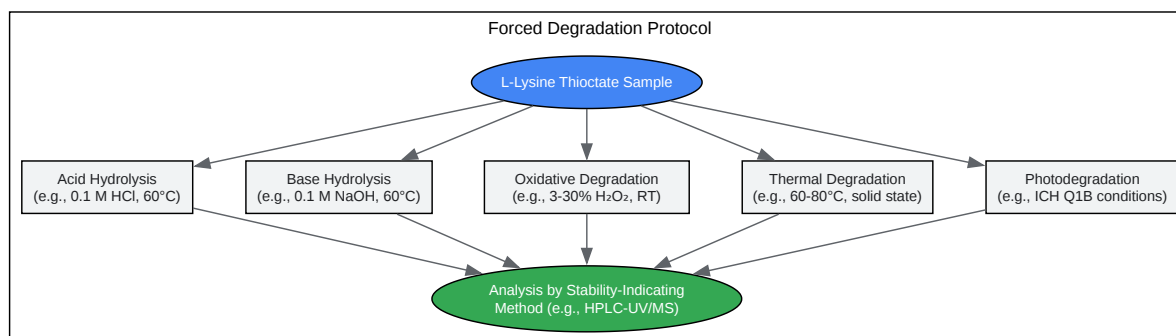 Forced Degradation Protocol
L-Lysine Thioctate Sample
Acid Hydrolysis
(e.g., 0.1 M HCl, 60°C)
Base Hydrolysis
(e.g., 0.1 M NaOH, 60°C)
Oxidative Degradation
(e.g., 3-30% H₂O₂, RT)
Thermal Degradation
(e.g., 60-80°C, solid state)
Photodegradation
(e.g., ICH Q1B conditions)
Analysis by Stability-Indicating
Method (e.g., HPLC-UV/MS)